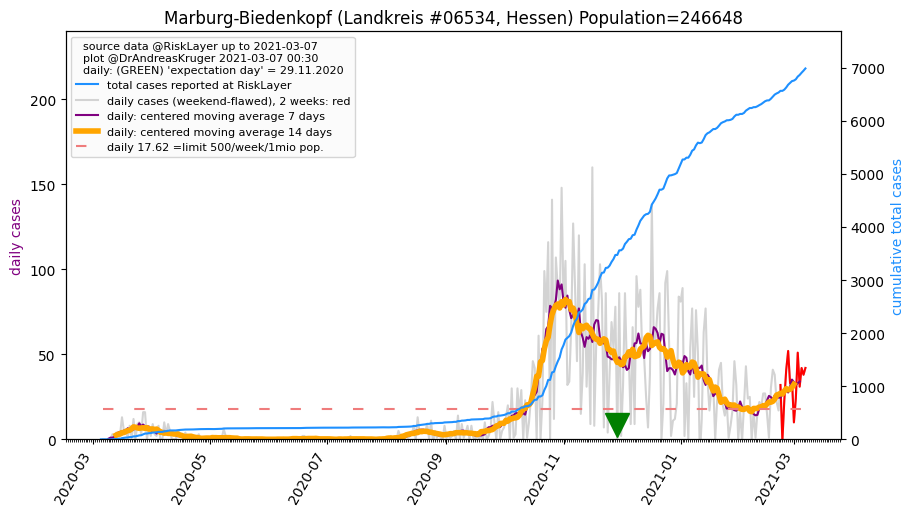 Marburg-Biedenkopf (Landkreis #06534, Hessen) Population=246648
source data @RiskLayer up to 2021-03-07
plot @DrAndreasKruger 2021-03-07 00:30
daily: (GREEN) 'expectation day' = 29.11.2020
total cases reported at RiskLayer
daily cases (weekend-flawed), 2 weeks: red
daily: centered moving average 7 days
daily: centered moving average 14 days
daily 17.62 =limit 500/week/1mio pop.
daily cases
200
150
100
50
0
7000
6000
5000
4000
3000
2000
1000
0
cumulative total cases
2020-03
2020-05
2020-07
2020-09
2020-11
2021-01
2021-03